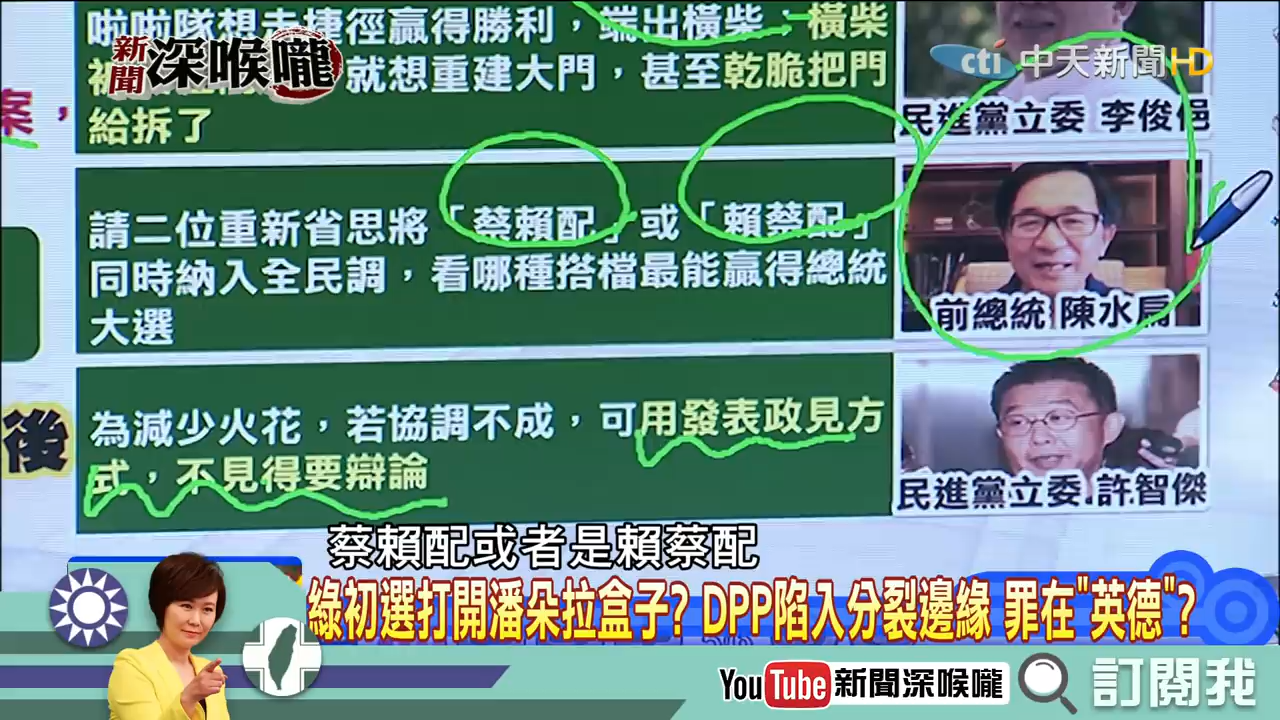 啦啦隊想走捷徑贏得勝利，端出橫柴，橫柴
新聞深喉嚨
就想重建大門，甚至乾脆把門
給拆了
案，
cti 中天新聞HD
民進黨立委 李俊俋
請二位重新省思將「蔡賴配」或「賴蔡配」
同時納入全民調，看哪種搭檔最能贏得總統
大選
前總統 陳水扁
後
為減少火花，若協調不成，可用發表政見方
式，不見得要辯論
民進黨立委 許智傑
蔡賴配或者是賴蔡配
綠初選打開潘朵拉盒子? DPP陷入分裂邊緣 罪在"英德"?
YouTube 新聞深喉嚨 訂閱我